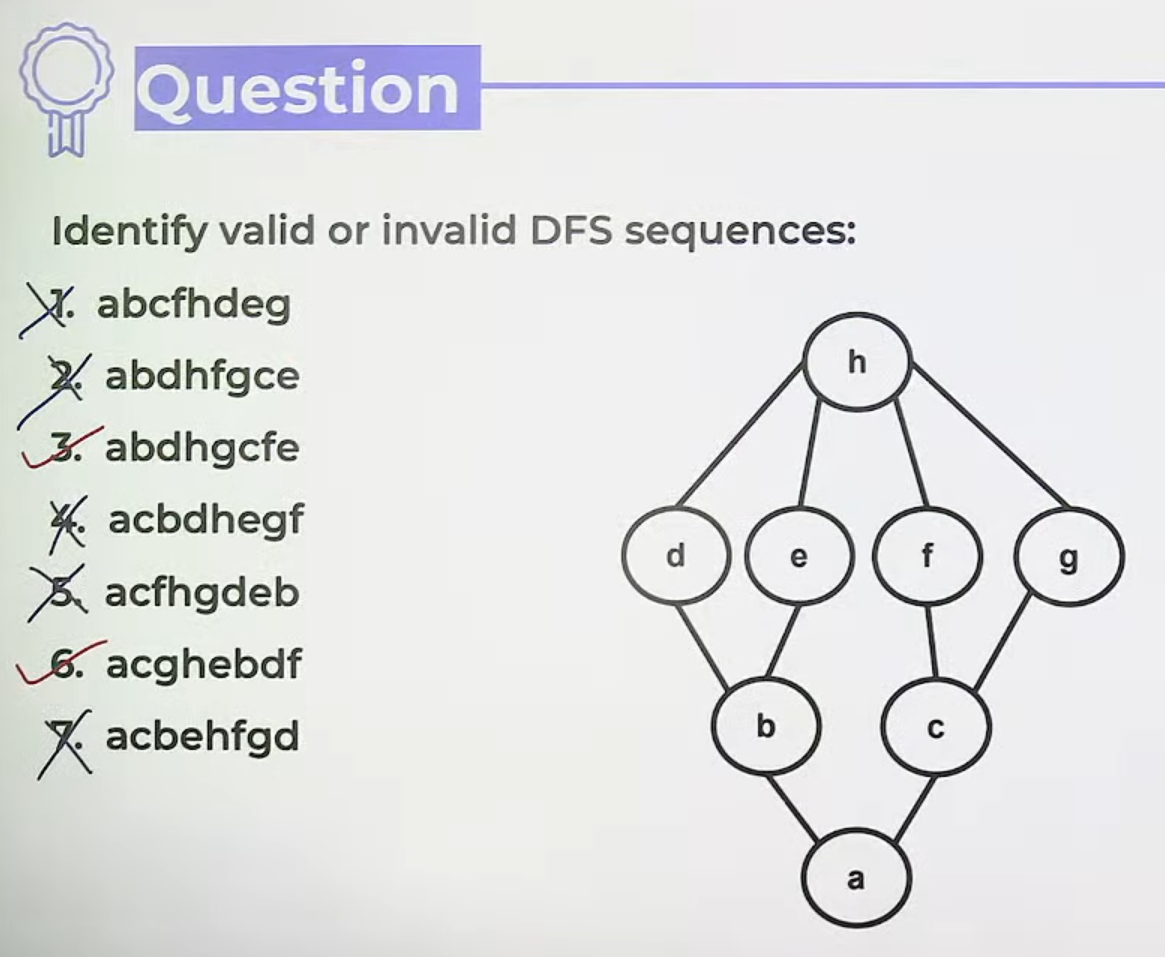 Question
Identify valid or invalid DFS sequences:
1. abcfhdeg
2. abdhfgce
3. abdhgcfe
4. acbdhegf
5. acfhgdeb
6. acghebdf
7. acbehfgd
h
d e f g
b c
a